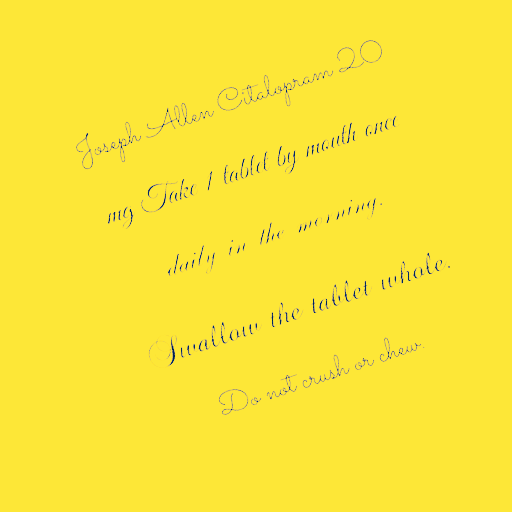 Joseph Allen Citalopram 20
mg Take 1 tablet by mouth once
daily in the morning.
Swallow the tablet whole.
Do not crush or chew.